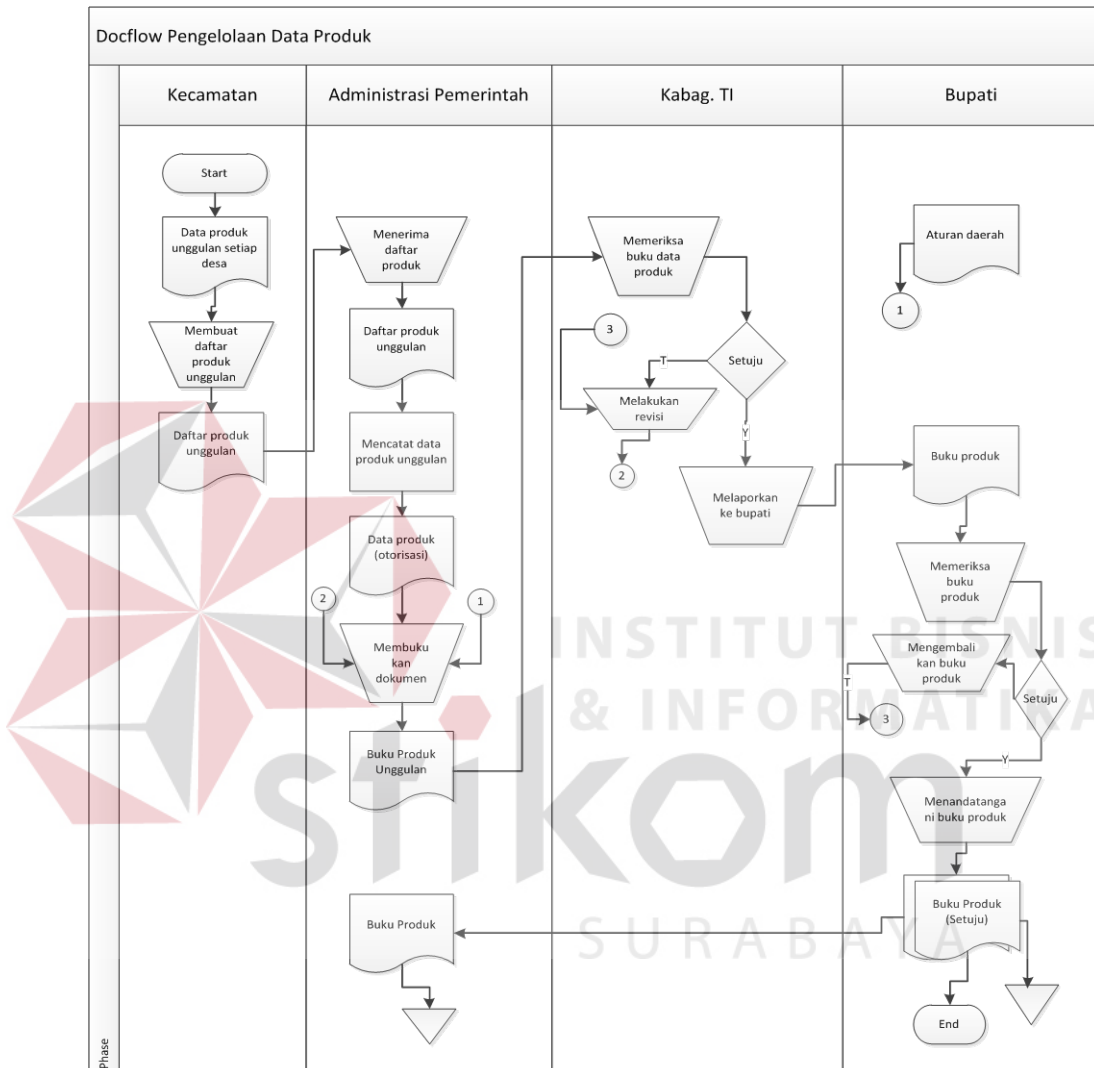 Docflow Pengelolaan Data Produk
Phase
Kecamatan
Administrasi Pemerintah
Kabag. TI
Bupati
Start
Data produk
unggulan setiap
desa
Membuat
daftar
produk
unggulan
Daftar produk
unggulan
Menerima
daftar
produk
Daftar produk
unggulan
Mencatat data
produk unggulan
Data produk
(otorisasi)
2
1
Membuku
kan
dokumen
Buku Produk
Unggulan
Buku Produk
Memeriksa
buku data
produk
3
Setuju
T
Melakukan
revisi
2
Y
Melaporkan
ke bupati
Aturan daerah
1
Buku produk
Memeriksa
buku
produk
Mengembali
kan buku
produk
T
Setuju
3
Y
Menandatanga
ni buku produk
Buku Produk
(Setuju)
End
INSTITUT BISNIS
& INFORMATIKA
stikom
SURABAYA